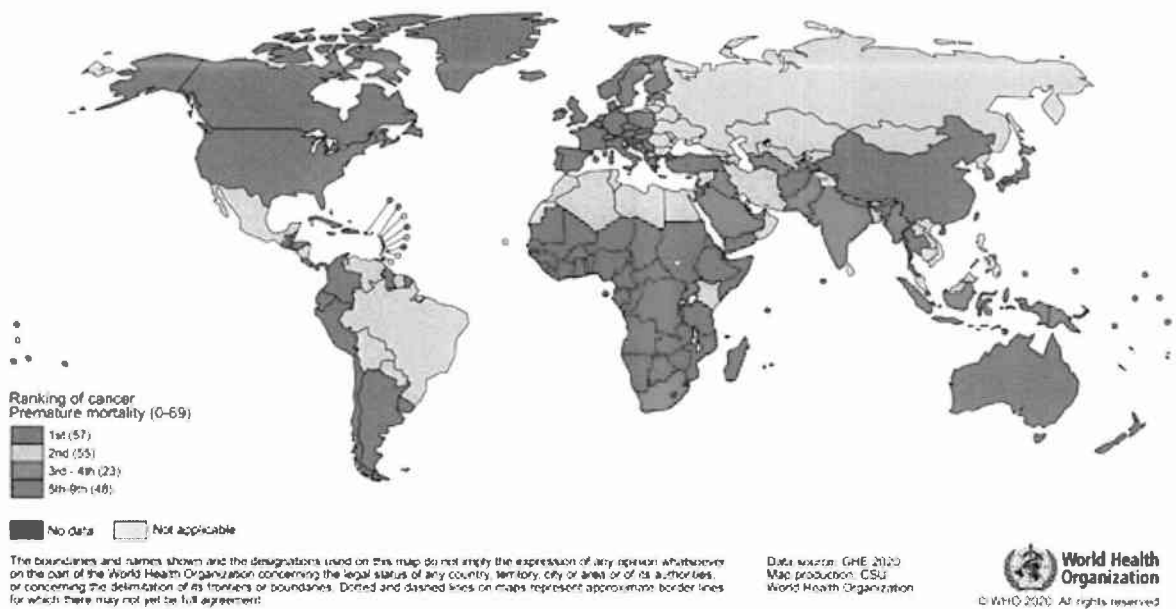 Ranking of cancer
Premature mortality (0-69)
1st (57)
2nd (55)
3rd - 4th (23)
5th-9th (48)
No data
Not applicable
The boundaries and names shown and the designations used on this map do not imply the expression of any opinion whatsoever
on the part of the World Health Organization concerning the legal status of any country, territory, city or area or of its authorities,
or concerning the delimitation of its frontiers or boundaries. Dotted and dashed lines on maps represent approximate border lines
for which there may not yet be full agreement.
Data source: GHE 2020
Map production: CSU
World Health Organization
World Health
Organization
© WHO 2020. All rights reserved